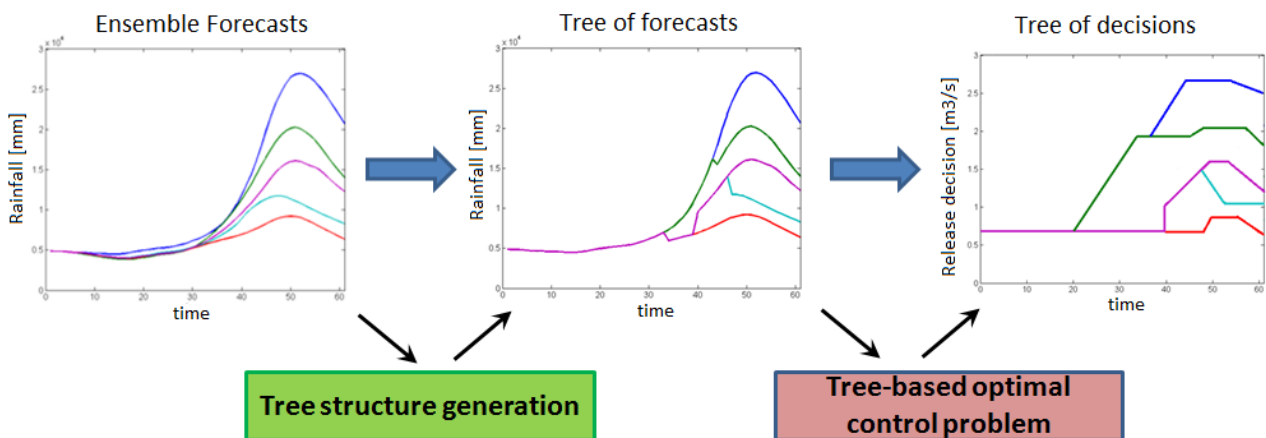 Ensemble Forecasts
Tree of forecasts
Tree of decisions
x 10⁴
3
2.5
2
1.5
1
0.5
0
0 10 20 30 40 50 60
Rainfall [mm]
time
x 10⁴
3
2.5
2
1.5
1
0.5
0
0 10 20 30 40 50 60
Rainfall [mm]
time
3
2.5
2
1.5
1
0.5
0
0 10 20 30 40 50 60
Release decision [m3/s]
time
Tree structure generation
Tree-based optimal
control problem